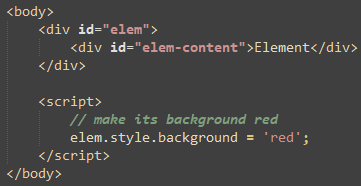 <body>
<div id="elem">
<div id="elem-content">Element</div>
</div>
<script>
// make its background red
elem.style.background = 'red';
</script>
</body>